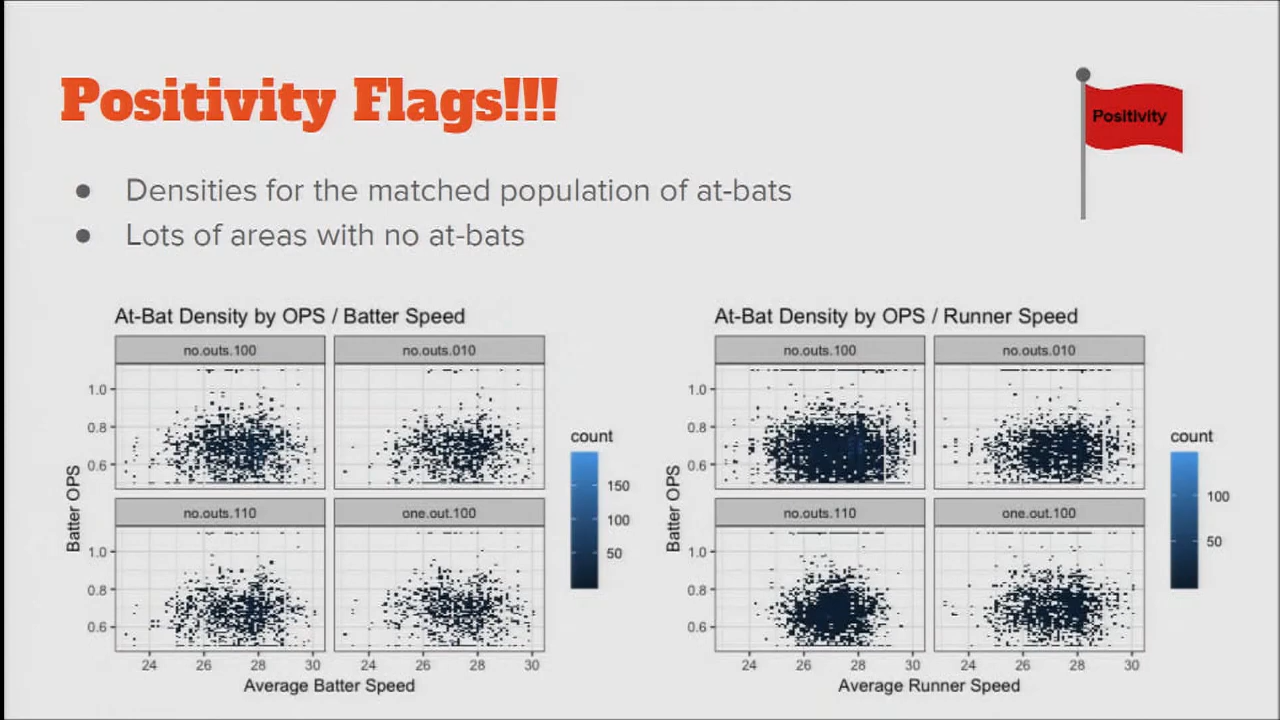 Positivity Flags!!!
Positivity
● Densities for the matched population of at-bats
● Lots of areas with no at-bats
At-Bat Density by OPS / Batter Speed
no.outs.100
no.outs.010
1.0
0.8
0.6
no.outs.110
one.out.100
1.0
0.8
0.6
24 26 28 30
24 26 28 30
Batter OPS
Average Batter Speed
count
150
100
50
At-Bat Density by OPS / Runner Speed
no.outs.100
no.outs.010
1.0
0.8
0.6
no.outs.110
one.out.100
1.0
0.8
0.6
24 26 28 30
24 26 28 30
Batter OPS
Average Runner Speed
count
100
50